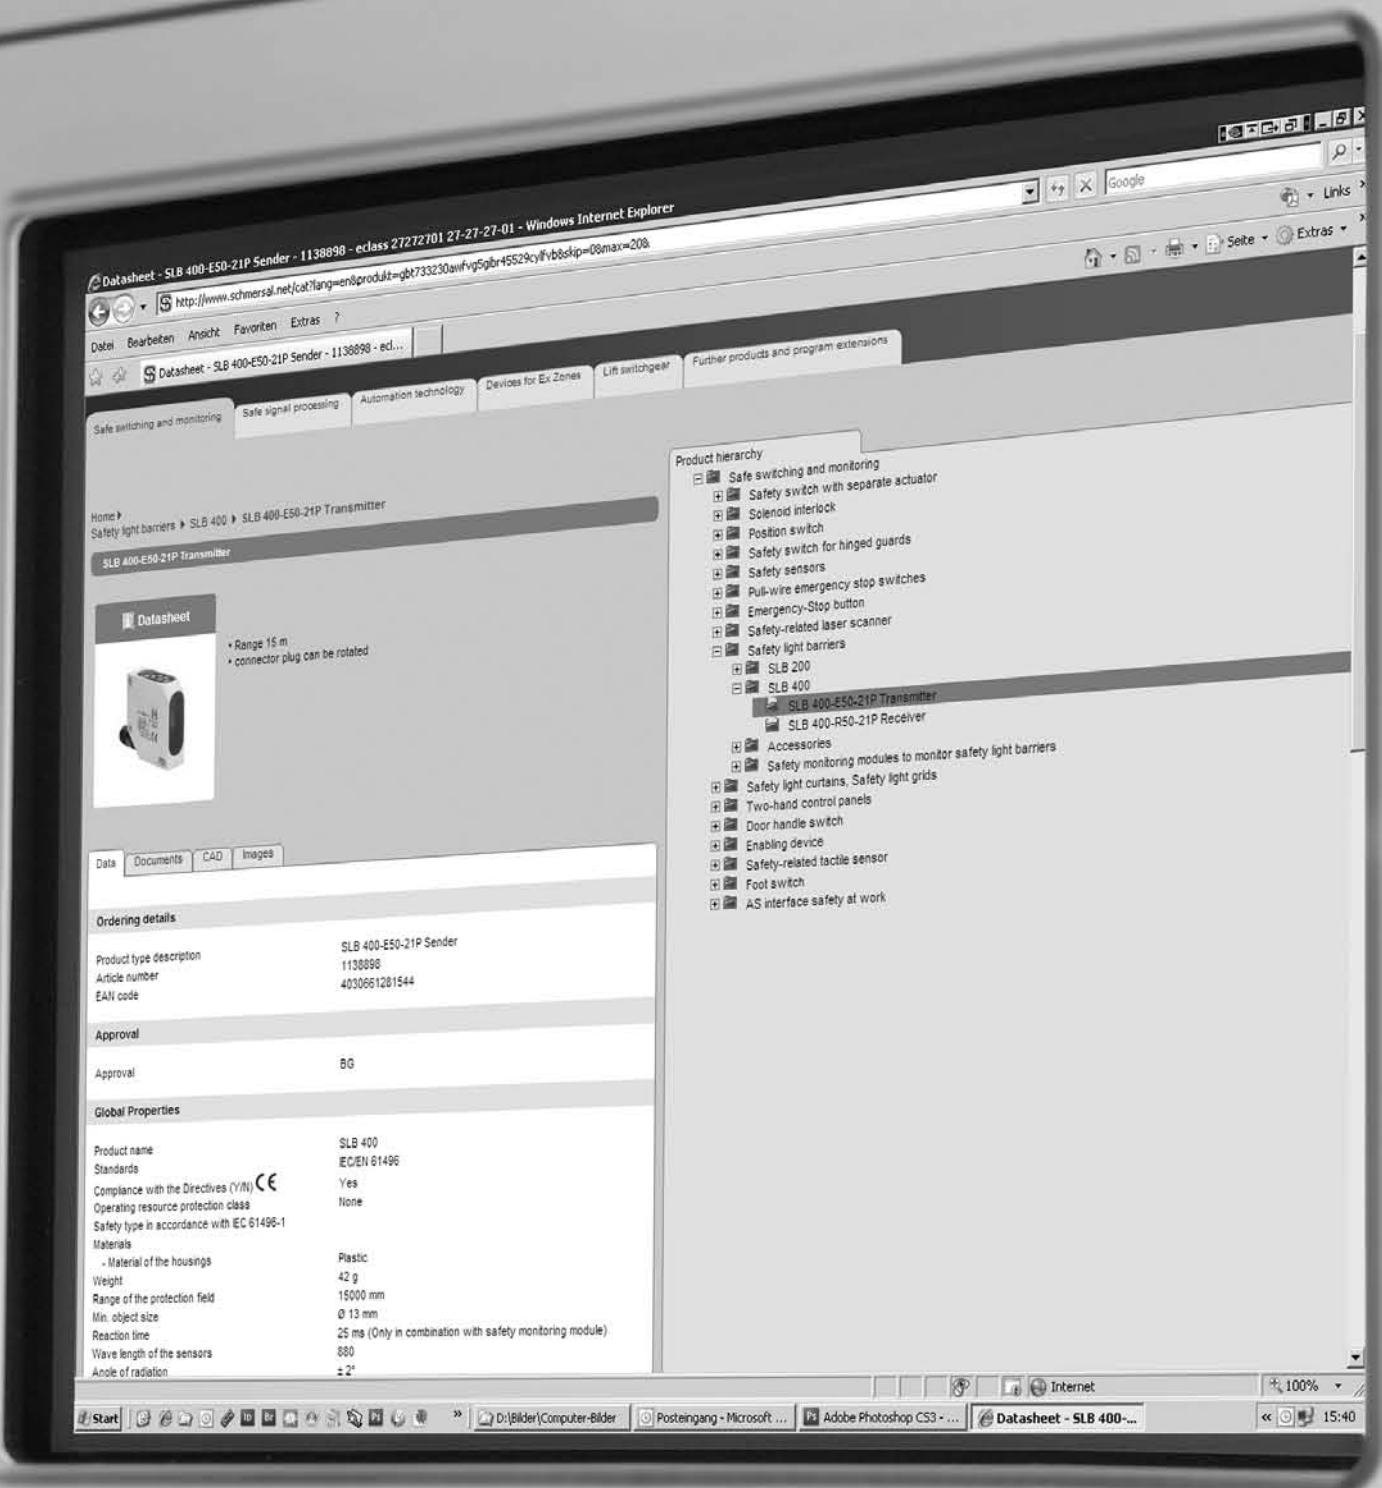 Datasheet - SLB 400-E50-21P Sender - 1138898 - eclass 27272701 27-27-27-01 - Windows Internet Explorer
Google
Links
Datei Bearbeiten Ansicht Favoriten Extras ?
Datasheet - SLB 400-E50-21P Sender - 1138898 - ecl...
Seite Extras
Safe switching and monitoring
Safe signal processing
Automation technology
Devices for Ex Zones
Lift switchgear
Further products and program extensions
Home
Safety light barriers SLB 400 SLB 400-E50-21P Transmitter
SLB 400-E50-21P Transmitter
Datasheet
• Range 15 m
• connector plug can be rotated
Data Documents CAD Images
Ordering details
Product type description SLB 400-E50-21P Sender
Article number 1138898
EAN code 4030661281544
Approval
Approval BG
Global Properties
Product name SLB 400
Standards IEC/EN 61496
Compliance with the Directives (Y/N) CE Yes
Operating resource protection class None
Safety type in accordance with IEC 61496-1
Materials
- Material of the housings Plastic
Weight 42 g
Range of the protection field 15000 mm
Min. object size Ø 13 mm
Reaction time 25 ms (Only in combination with safety monitoring module)
Wave length of the sensors 880
Angle of radiation ± 2°
Product hierarchy
Safe switching and monitoring
Safety switch with separate actuator
Solenoid interlock
Position switch
Safety switch for hinged guards
Safety sensors
Pull-wire emergency stop switches
Emergency-Stop button
Safety-related laser scanner
Safety light barriers
SLB 200
SLB 400
SLB 400-E50-21P Transmitter
SLB 400-R50-21P Receiver
Accessories
Safety monitoring modules to monitor safety light barriers
Safety light curtains, Safety light grids
Two-hand control panels
Door handle switch
Enabling device
Safety-related tactile sensor
Foot switch
AS interface safety at work
Internet
100%
Start
D:\Bilder\Computer-Bilder
Posteingang - Microsoft ...
Adobe Photoshop CS3 - ...
Datasheet - SLB 400-...
15:40